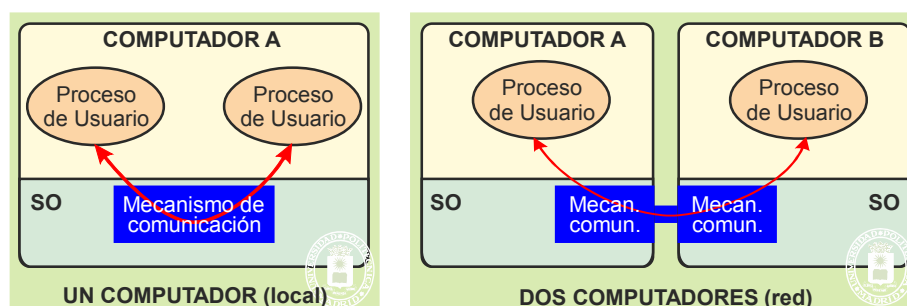 COMPUTADOR A
Proceso
de Usuario
Proceso
de Usuario
SO
Mecanismo de
comunicación
UN COMPUTADOR (local)
COMPUTADOR A
COMPUTADOR B
Proceso
de Usuario
Proceso
de Usuario
SO
Mecan.
comun.
Mecan.
comun.
SO
DOS COMPUTADORES (red)